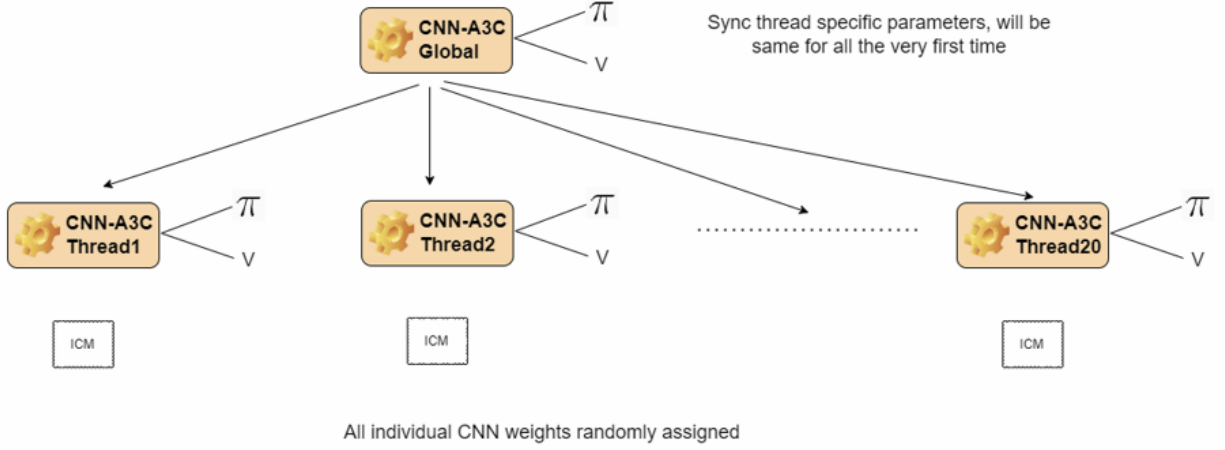 CNN-A3C
Global
π
V
Sync thread specific parameters, will be
same for all the very first time
CNN-A3C
Thread1
π
V
CNN-A3C
Thread2
π
V
....................................
CNN-A3C
Thread20
π
V
ICM
ICM
ICM
All individual CNN weights randomly assigned